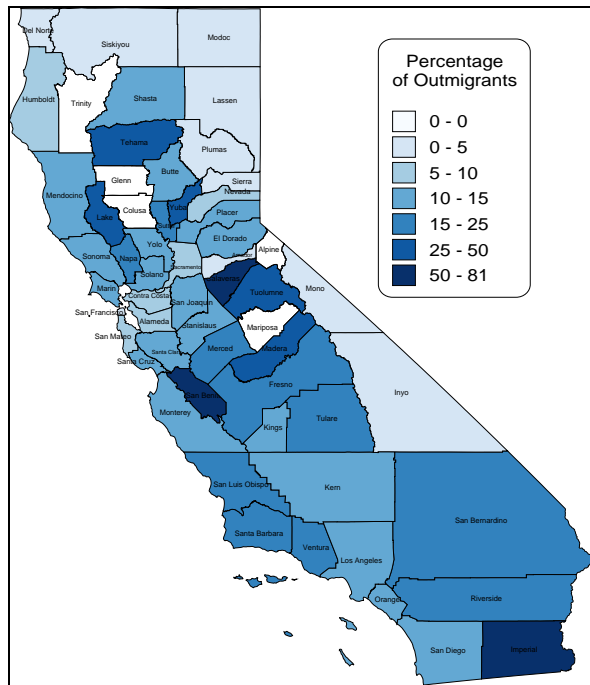 Percentage
of Outmigrants
0 - 0
0 - 5
5 - 10
10 - 15
15 - 25
25 - 50
50 - 81
Del Norte
Siskiyou
Modoc
Humboldt
Trinity
Shasta
Lassen
Tehama
Plumas
Glenn
Butte
Mendocino
Sierra
Nevada
Colusa
Yuba
Lake
Placer
Yolo
El Dorado
Sonoma
Napa
Alpine
Sacramento
Solano
Mono
Marin
Contra Costa
San Joaquin
Tuolumne
San Francisco
Alameda
Stanislaus
Mariposa
San Mateo
Santa Clara
Merced
Madera
Santa Cruz
Fresno
Inyo
San Benito
Monterey
Kings
Tulare
San Luis Obispo
Kern
San Bernardino
Santa Barbara
Ventura
Los Angeles
Orange
Riverside
San Diego
Imperial